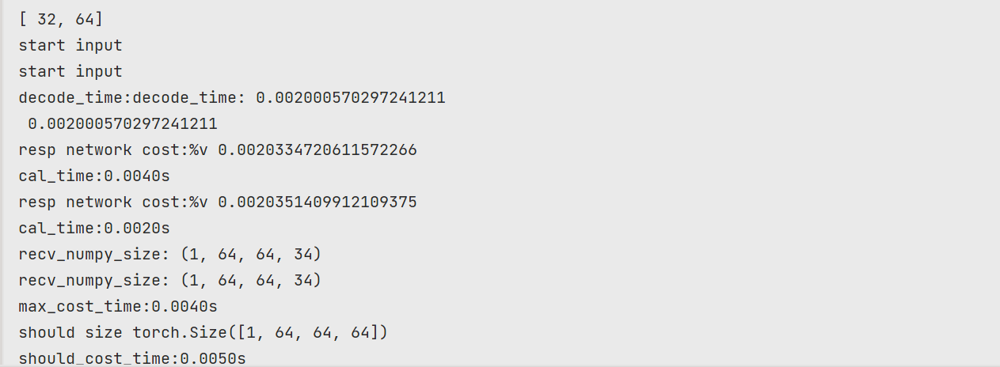 [ 32, 64]
start input
start input
decode_time:decode_time: 0.002000570297241211
 0.002000570297241211
resp network cost:%v 0.0020334720611572266
cal_time:0.0040s
resp network cost:%v 0.0020351409912109375
cal_time:0.0020s
recv_numpy_size: (1, 64, 64, 34)
recv_numpy_size: (1, 64, 64, 34)
max_cost_time:0.0040s
should size torch.Size([1, 64, 64, 64])
should_cost_time:0.0050s